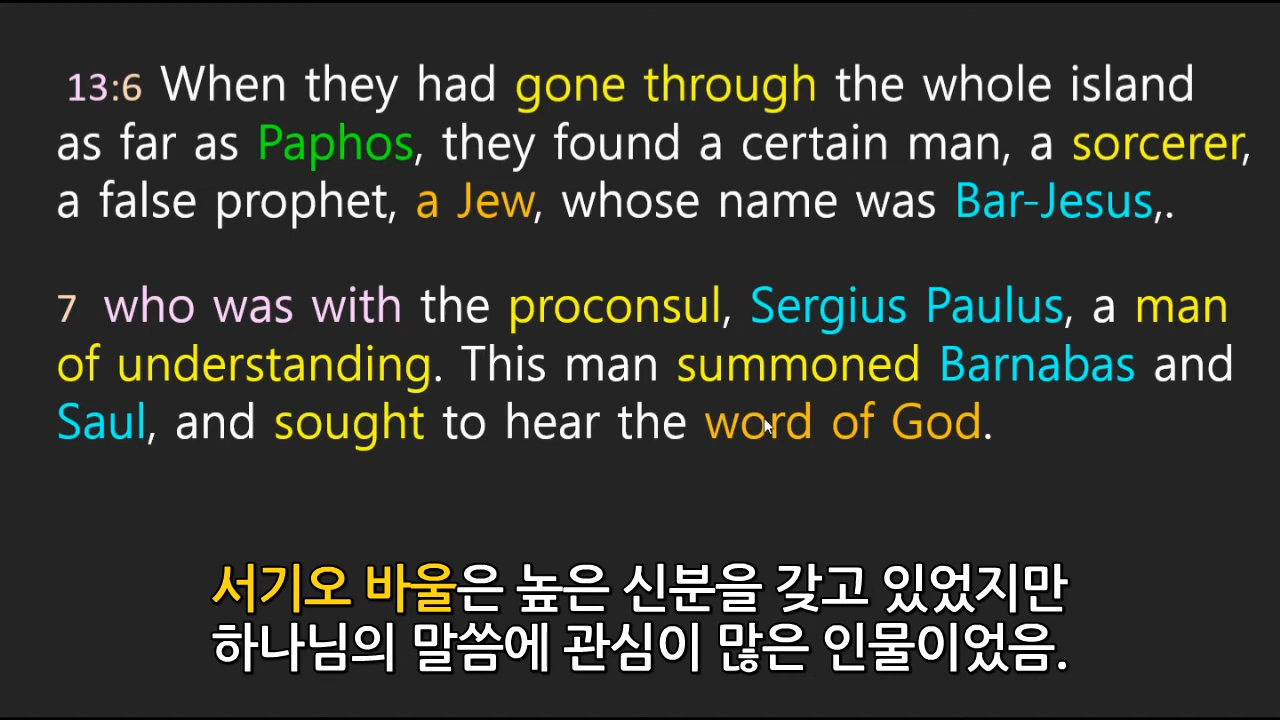 13:6 When they had gone through the whole island
as far as Paphos, they found a certain man, a sorcerer,
a false prophet, a Jew, whose name was Bar-Jesus,.
7 who was with the proconsul, Sergius Paulus, a man
of understanding. This man summoned Barnabas and
Saul, and sought to hear the word of God.
서기오 바울은 높은 신분을 갖고 있었지만
하나님의 말씀에 관심이 많은 인물이었음.